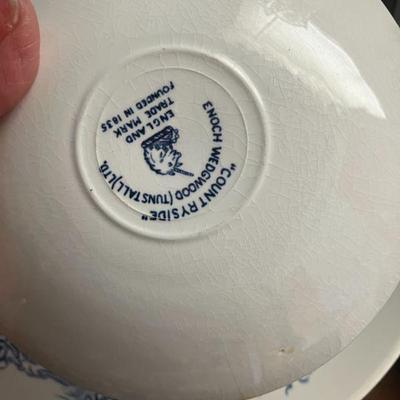 "COUNTRYSIDE"
ENOCH WEDGWOOD (TUNSTALL) LTD.
ENGLAND
TRADE MARK
FOUNDED IN 1835